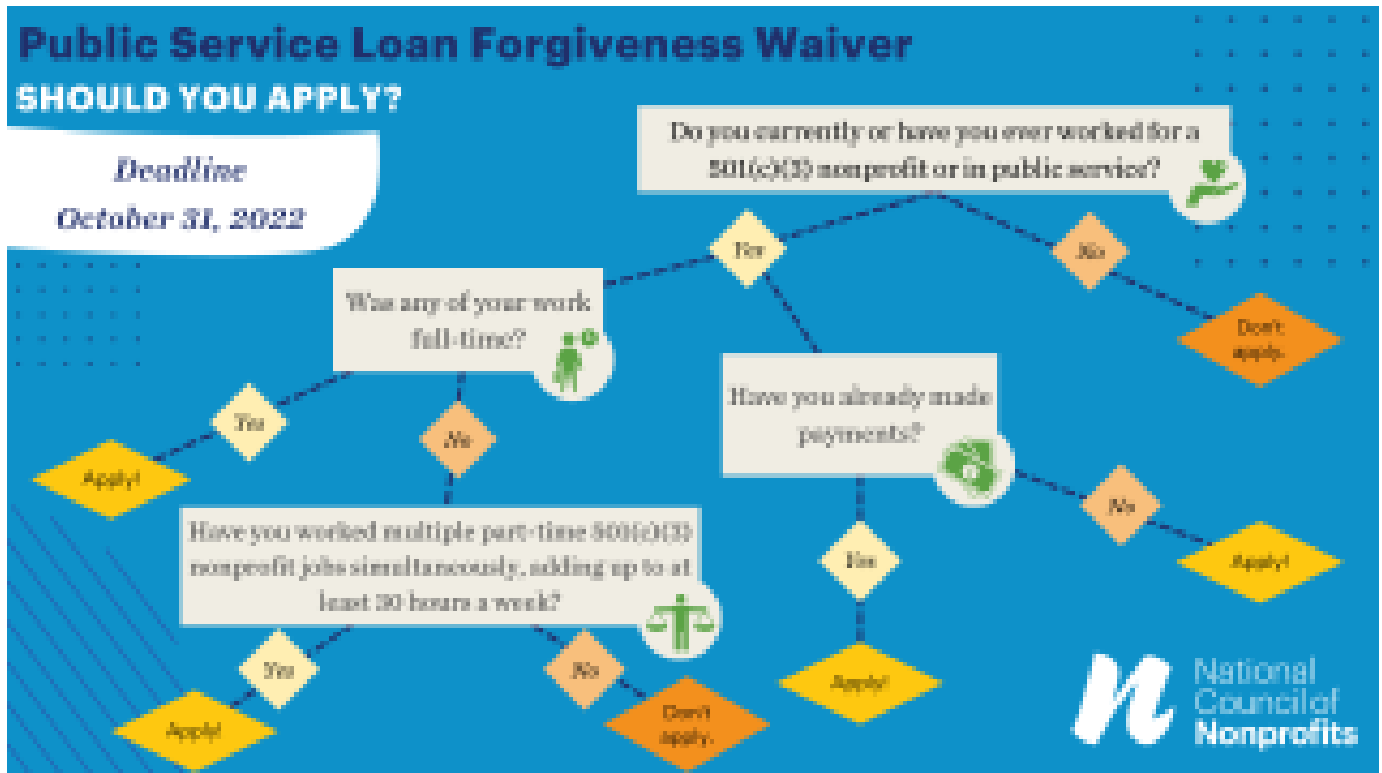 Public Service Loan Forgiveness Waiver
SHOULD YOU APPLY?
Deadline
October 31, 2022
Do you currently or have you ever worked for a
501(c)(3) nonprofit or in public service?
Yes
No
Don't
apply.
Was any of your work
full-time?
Yes
No
Apply!
Have you already made
payments?
No
Apply!
Yes
Apply!
Have you worked multiple part-time 501(c)(3)
nonprofit jobs simultaneously, adding up to at
least 30 hours a week?
Yes
No
Apply!
Don't
apply.
National
Council of
Nonprofits